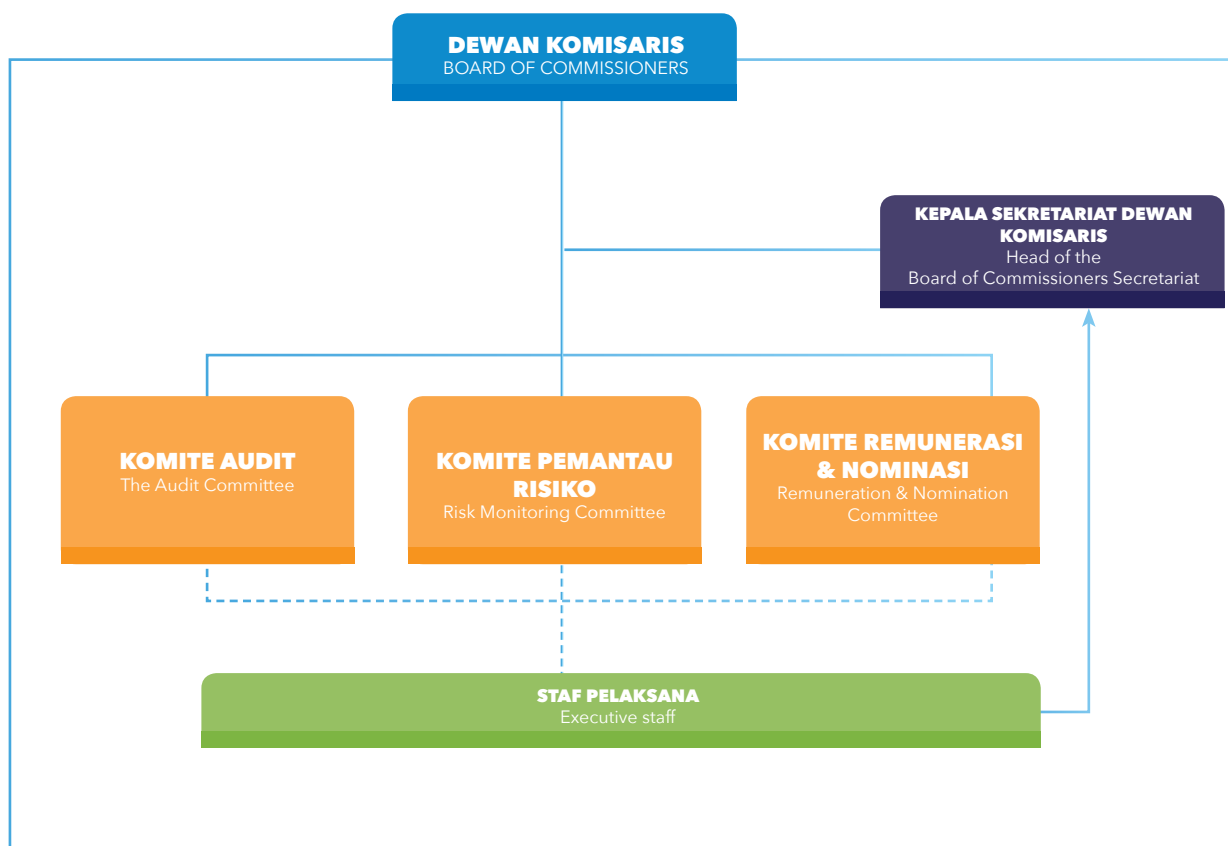 DEWAN KOMISARIS
BOARD OF COMMISSIONERS
KEPALA SEKRETARIAT DEWAN
KOMISARIS
Head of the
Board of Commissioners Secretariat
KOMITE AUDIT
The Audit Committee
KOMITE PEMANTAU
RISIKO
Risk Monitoring Committee
KOMITE REMUNERASI
& NOMINASI
Remuneration & Nomination
Committee
STAF PELAKSANA
Executive staff